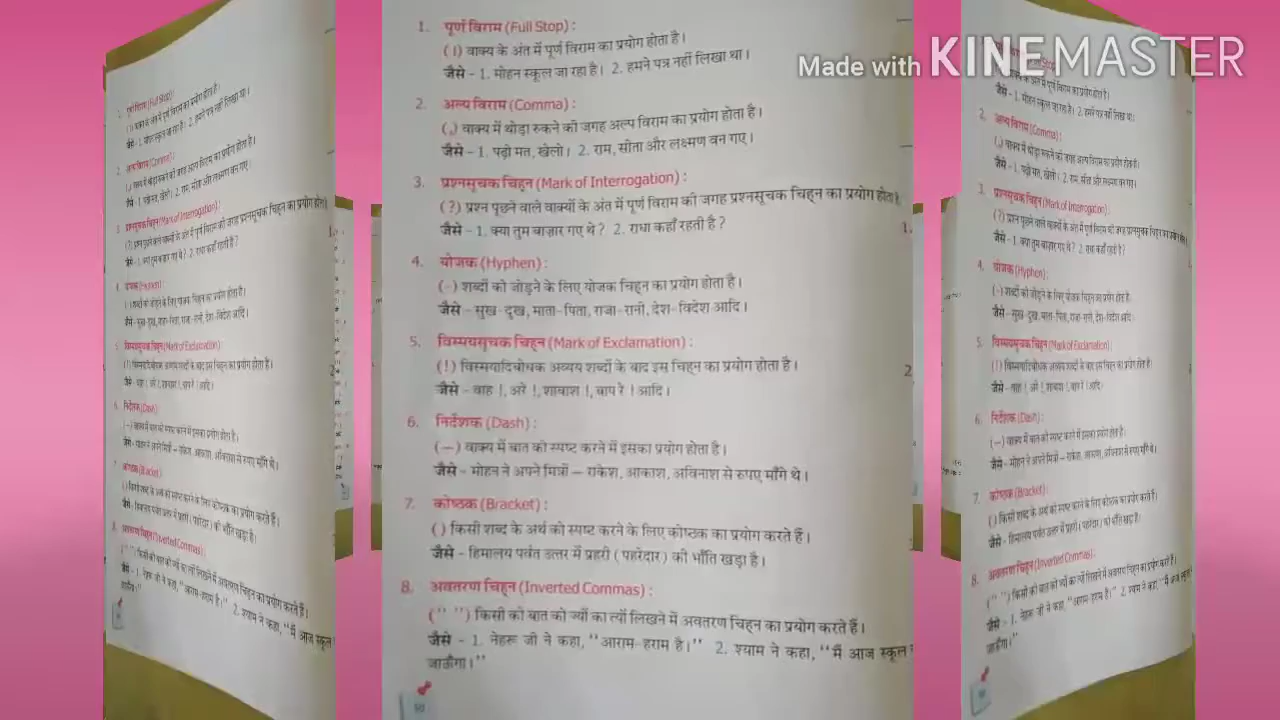 Made with KINEMASTER
1. पूर्ण विराम (Full Stop) :
(।) वाक्य के अंत में पूर्ण विराम का प्रयोग होता है।
जैसे - 1. मोहन स्कूल जा रहा है। 2. हमने पत्र नहीं लिखा था।
2. अल्प विराम (Comma) :
(,) वाक्य में थोड़ा रुकने की जगह अल्प विराम का प्रयोग होता है।
जैसे - 1. पढ़ो मत, खेलो। 2. राम, सीता और लक्ष्मण वन गए।
3. प्रश्नसूचक चिह्न (Mark of Interrogation) :
(?) प्रश्न पूछने वाले वाक्यों के अंत में पूर्ण विराम की जगह प्रश्नसूचक चिह्न का प्रयोग होता
जैसे - 1. क्या तुम बाज़ार गए थे? 2. राधा कहाँ रहती है?
4. योजक (Hyphen) :
(-) शब्दों को जोड़ने के लिए योजक चिह्न का प्रयोग होता है।
जैसे - सुख-दुख, माता-पिता, राजा-रानी, देश-विदेश आदि।
5. विस्मयसूचक चिह्न (Mark of Exclamation) :
(!) विस्मयादिबोधक अव्यय शब्दों के बाद इस चिह्न का प्रयोग होता है।
जैसे - वाह !, अरे !, शाबाश !, बाप रे ! आदि।
6. निर्देशक (Dash) :
(—) वाक्य में बात को स्पष्ट करने में इसका प्रयोग होता है।
जैसे - मोहन ने अपने मित्रों — राकेश, आकाश, अविनाश से रुपए माँगे थे।
7. कोष्ठक (Bracket) :
() किसी शब्द के अर्थ को स्पष्ट करने के लिए कोष्ठक का प्रयोग करते हैं।
जैसे - हिमालय पर्वत उत्तर में प्रहरी (पहरेदार) की भाँति खड़ा है।
8. अवतरण चिह्न (Inverted Commas) :
(“ ”) किसी की बात को ज्यों का त्यों लिखने में अवतरण चिह्न का प्रयोग करते हैं।
जैसे - 1. नेहरू जी ने कहा, “आराम-हराम है।” 2. श्याम ने कहा, “मैं आज स्कूल
जाऊँगा।”